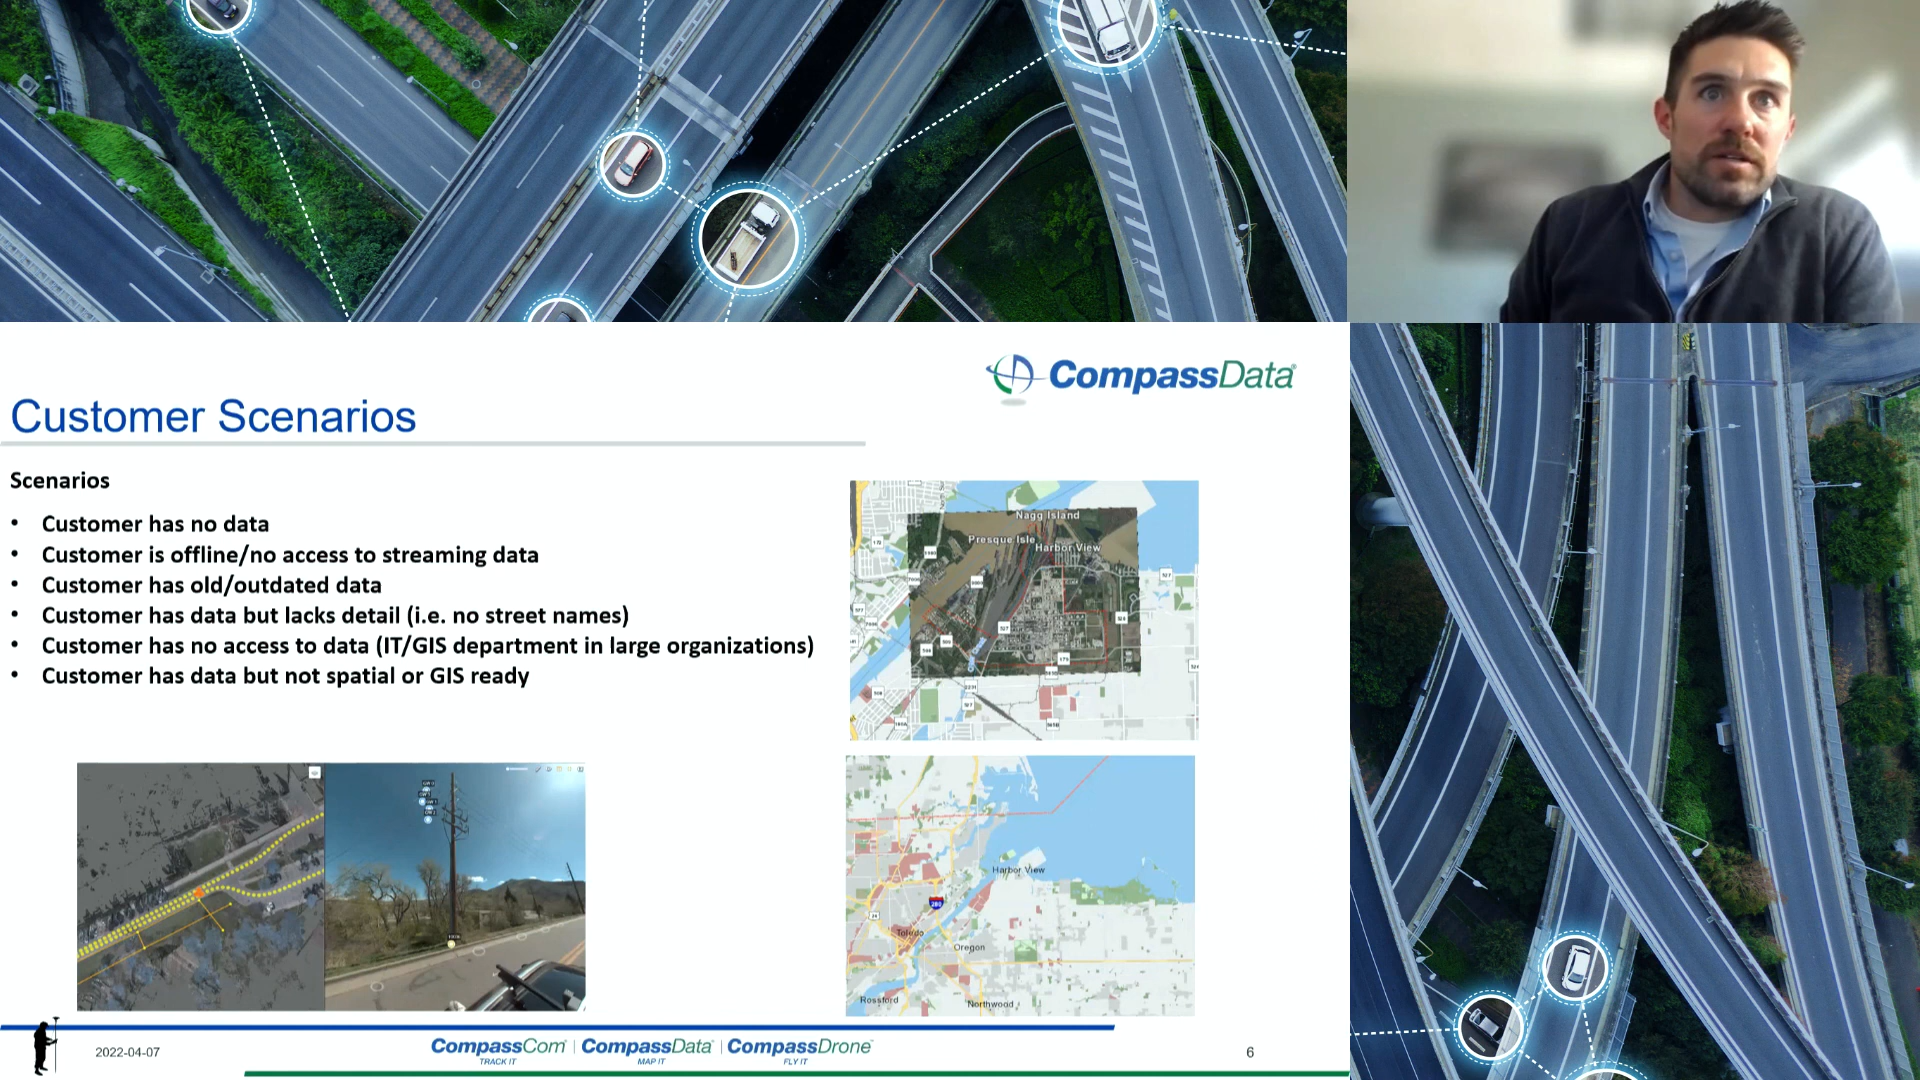 CompassData
Customer Scenarios
Scenarios
• Customer has no data
• Customer is offline/no access to streaming data
• Customer has old/outdated data
• Customer has data but lacks detail (i.e. no street names)
• Customer has no access to data (IT/GIS department in large organizations)
• Customer has data but not spatial or GIS ready
Nagg Island
Presque Isle
Harbor View
Harbor View
280
Toledo
Oregon
Rossford
Northwood
2022-04-07
CompassCom | CompassData | CompassDrone
TRACK IT MAP IT FLY IT
6